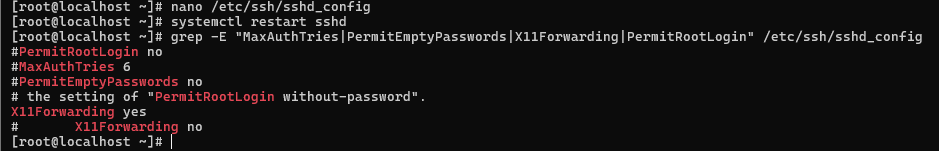 [root@localhost ~]# nano /etc/ssh/sshd_config
[root@localhost ~]# systemctl restart sshd
[root@localhost ~]# grep -E "MaxAuthTries|PermitEmptyPasswords|X11Forwarding|PermitRootLogin" /etc/ssh/sshd_config
#PermitRootLogin no
#MaxAuthTries 6
#PermitEmptyPasswords no
# the setting of "PermitRootLogin without-password".
X11Forwarding yes
#       X11Forwarding no
[root@localhost ~]#